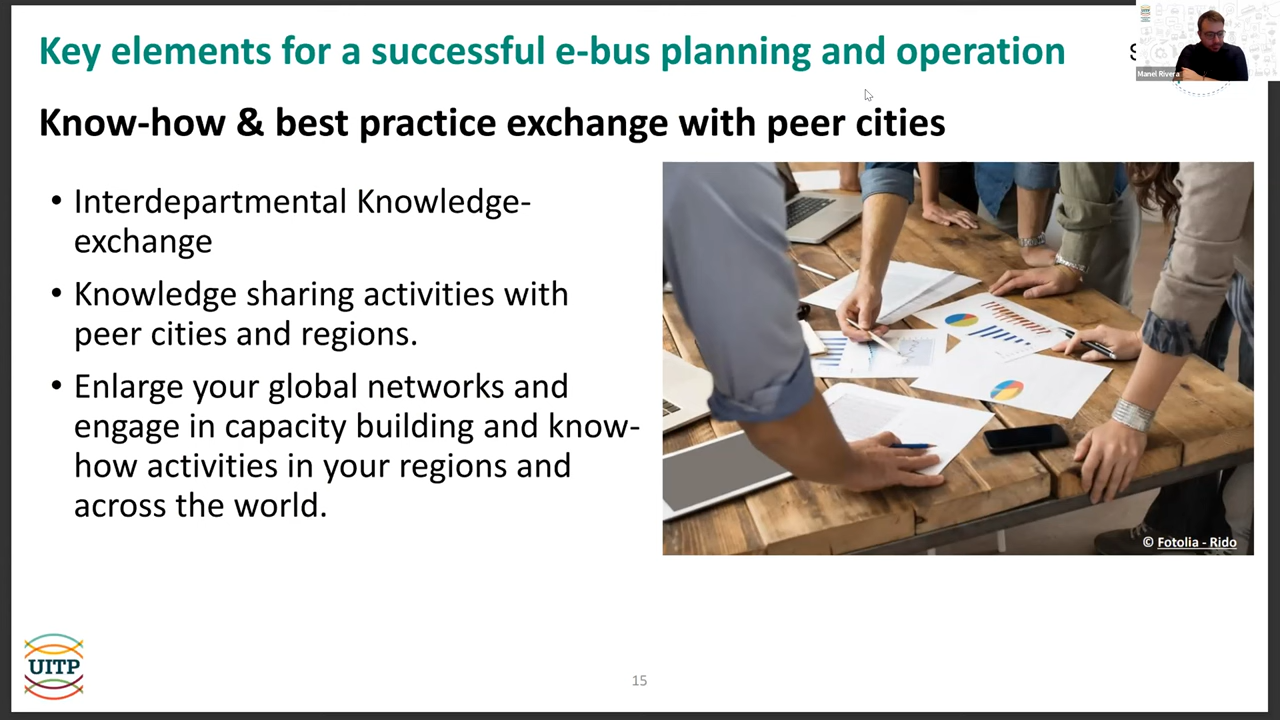 Key elements for a successful e-bus planning and operation
Manel Rivera
Know-how & best practice exchange with peer cities
• Interdepartmental Knowledge-
exchange
• Knowledge sharing activities with
peer cities and regions.
• Enlarge your global networks and
engage in capacity building and know-
how activities in your regions and
across the world.
© Fotolia - Rido
UITP
15